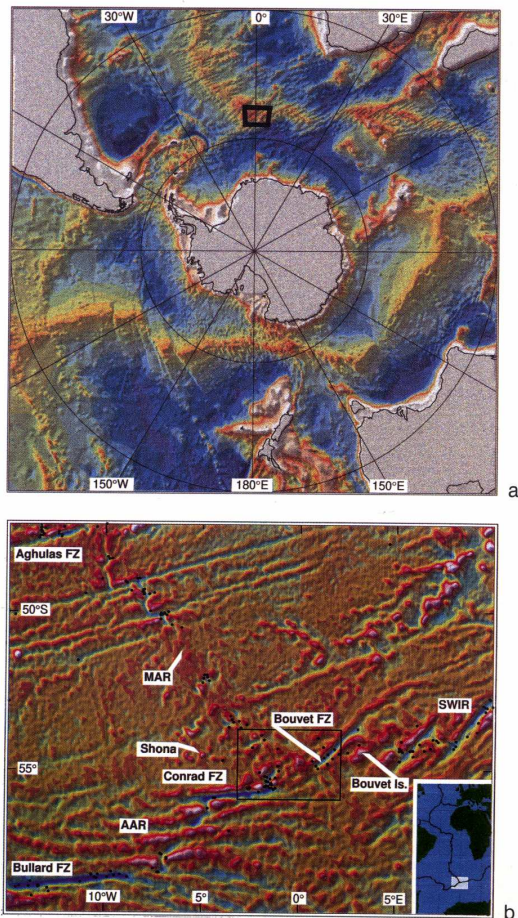 30°W 0° 30°E
150°W 180°E 150°E
a
Aghulas FZ
50°S
MAR
Bouvet FZ
SWIR
Shona
55°
Conrad FZ
Bouvet Is.
AAR
Bullard FZ
10°W 5° 0° 5°E
b